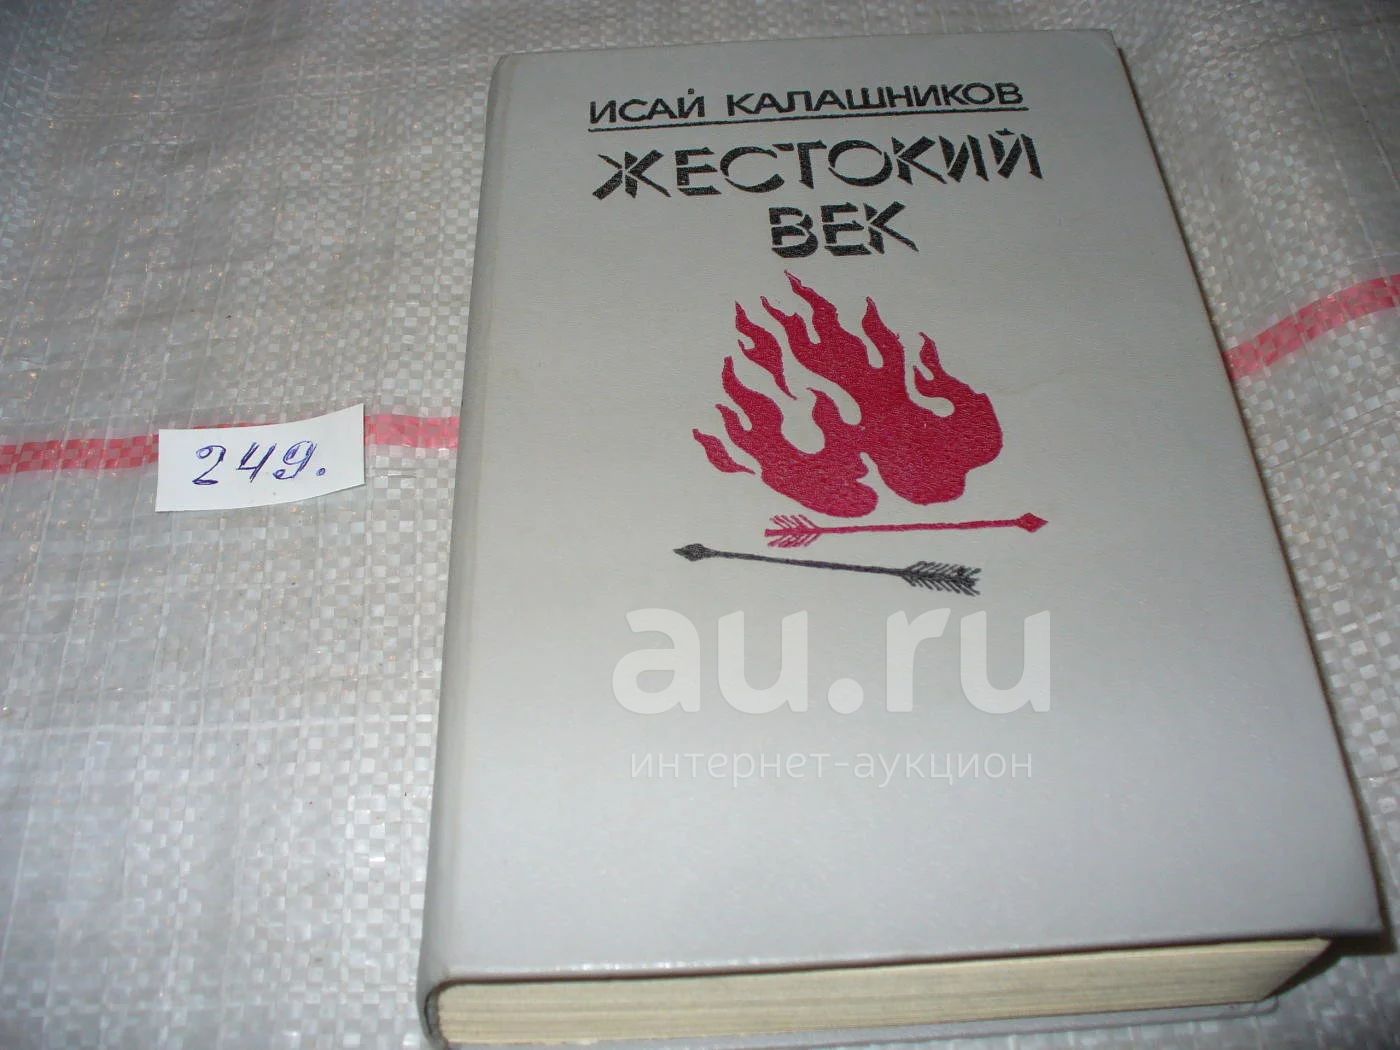 ИСАЙ КАЛАШНИКОВ
ЖЕСТОКИЙ
ВЕК
249.
au.ru
интернет-аукцион